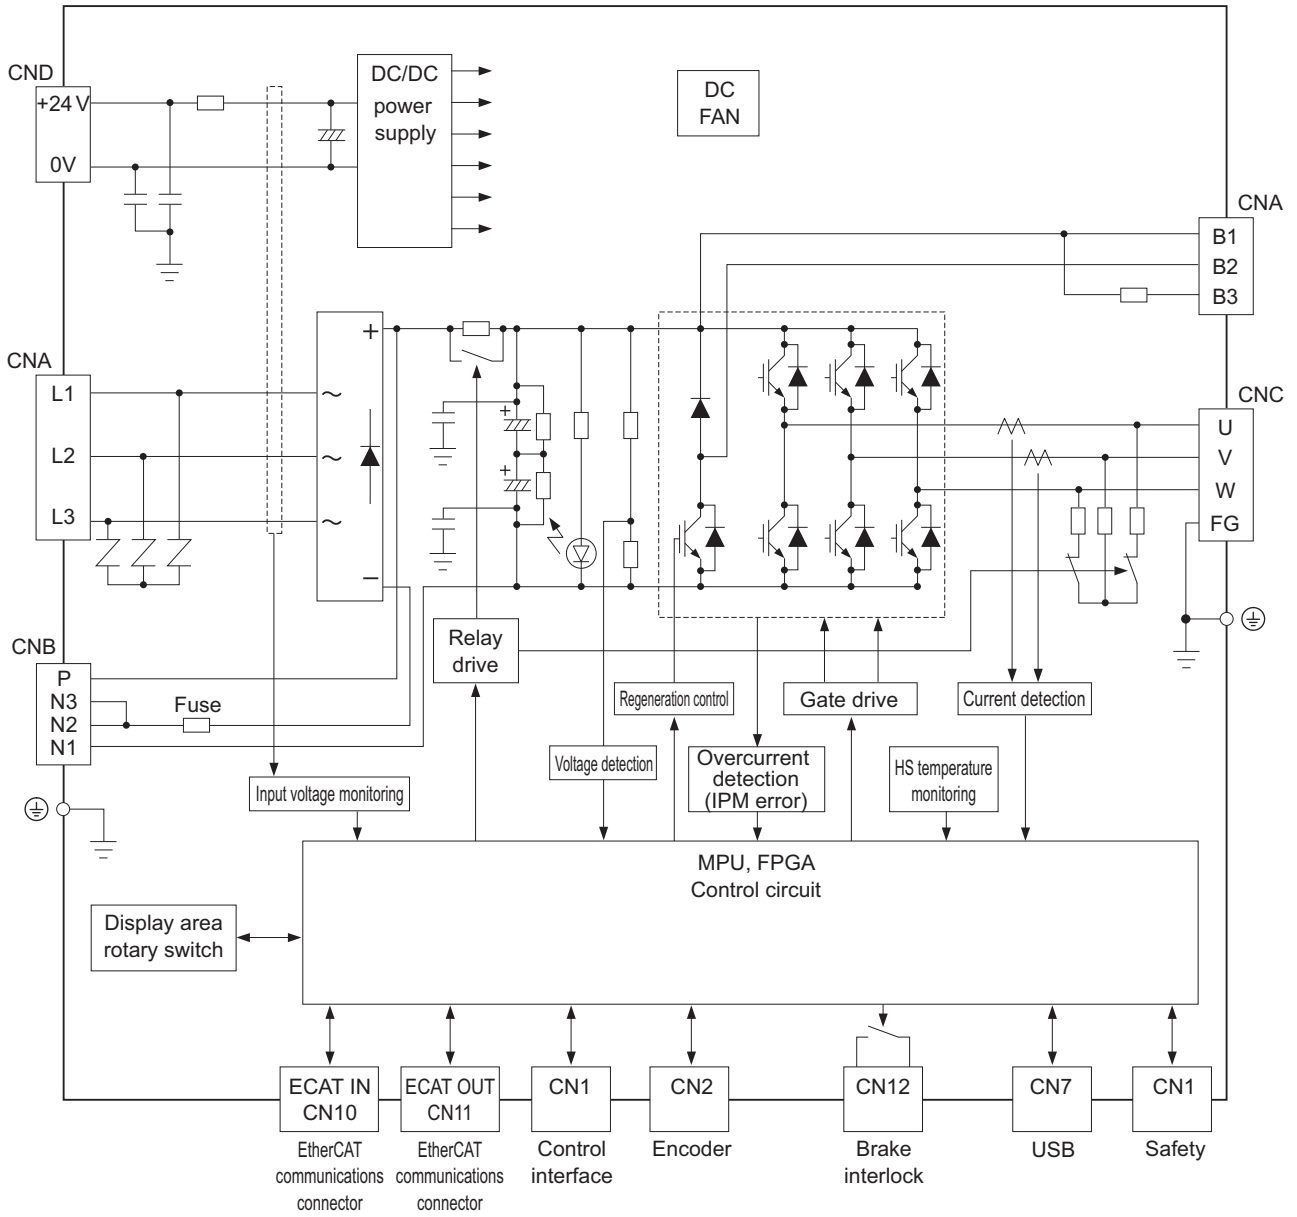 CND
+24 V
0V
DC/DC
power
supply
DC
FAN
CNA
B1
B2
B3
CNA
L1
L2
L3
+
~
~
~
−
+
+
CNC
U
V
W
FG
CNB
P
N3
N2
N1
Fuse
Relay
drive
Regeneration control
Gate drive
Current detection
Voltage detection
Overcurrent
detection
(IPM error)
HS temperature
monitoring
Input voltage monitoring
MPU, FPGA
Control circuit
Display area
rotary switch
ECAT IN
CN10
ECAT OUT
CN11
CN1
CN2
CN12
CN7
CN1
EtherCAT
communications
connector
EtherCAT
communications
connector
Control
interface
Encoder
Brake
interlock
USB
Safety